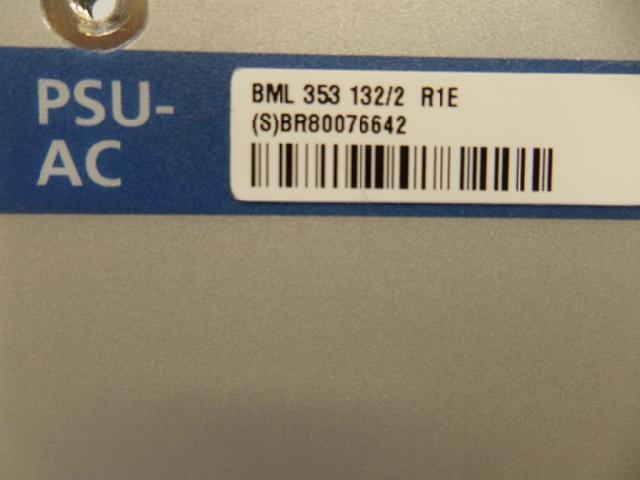 PSU-
AC
BML 353 132/2 R1E
(S)BR80076642